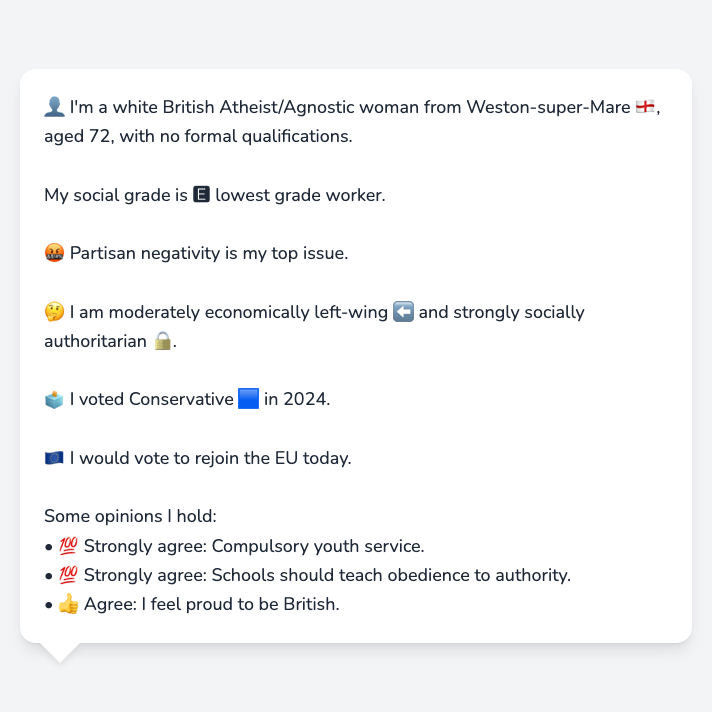 👤 I'm a white British Atheist/Agnostic woman from Weston-super-Mare 🏴󠁧󠁢󠁥󠁮󠁧󠁿,
aged 72, with no formal qualifications.
My social grade is 🅴 lowest grade worker.
🤬 Partisan negativity is my top issue.
🤔 I am moderately economically left-wing ⬅️ and strongly socially
authoritarian 🔒.
🗳️ I voted Conservative 🟦 in 2024.
🇪🇺 I would vote to rejoin the EU today.
Some opinions I hold:
• 💯 Strongly agree: Compulsory youth service.
• 💯 Strongly agree: Schools should teach obedience to authority.
• 👍 Agree: I feel proud to be British.